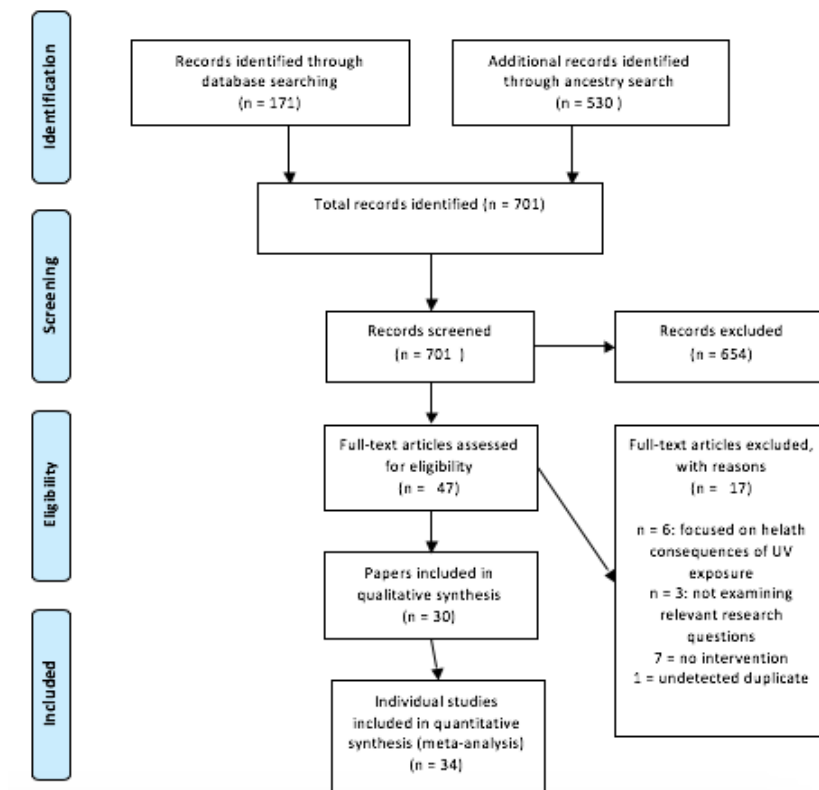 Identification
Records identified through
database searching
(n = 171)
Additional records identified
through ancestry search
(n = 530 )
Total records identified (n = 701)
Screening
Records screened
(n = 701 )
Records excluded
(n = 654)
Eligibility
Full-text articles assessed
for eligibility
(n = 47)
Full-text articles excluded,
with reasons
(n = 17)
n = 6: focused on helath
consequences of UV
exposure
n = 3: not examining
relevant research
questions
7 = no intervention
1 = undetected duplicate
Papers included in
qualitative synthesis
(n = 30)
Included
Individual studies
included in quantitative
synthesis (meta-analysis)
(n = 34)